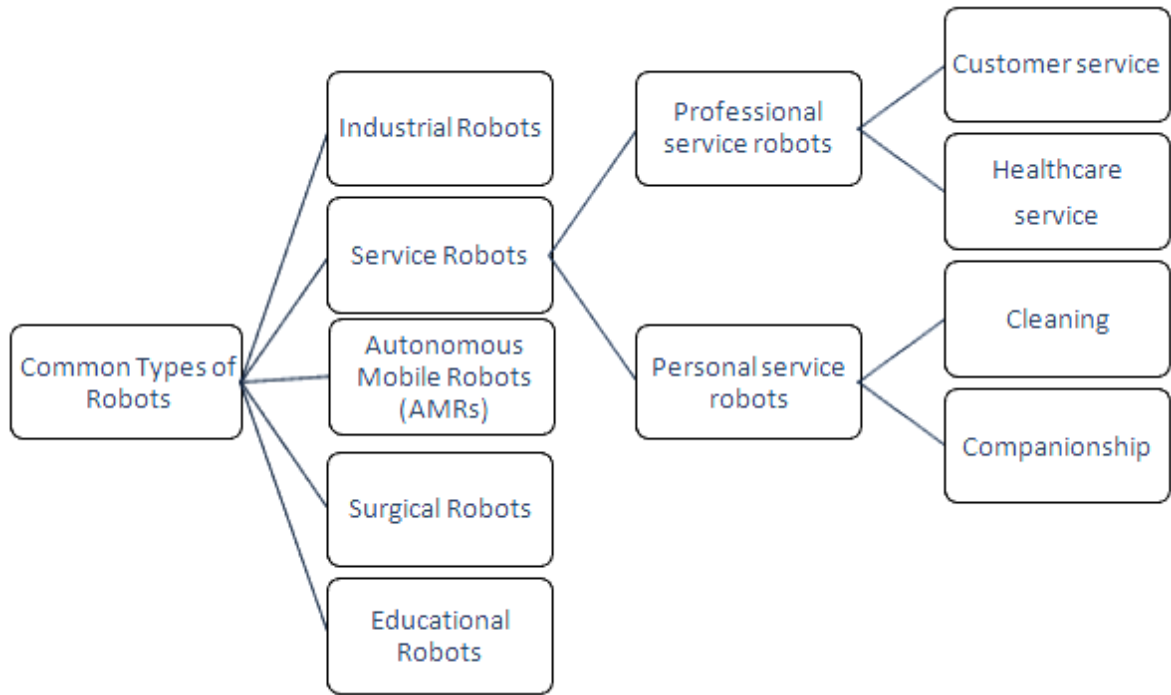 Common Types of
Robots
Industrial Robots
Service Robots
Autonomous
Mobile Robots
(AMRs)
Surgical Robots
Educational
Robots
Professional
service robots
Personal service
robots
Customer service
Healthcare
service
Cleaning
Companionship